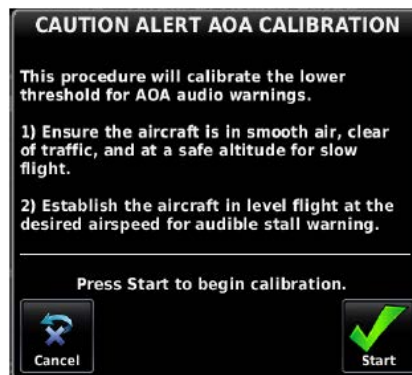 CAUTION ALERT AOA CALIBRATION
This procedure will calibrate the lower
threshold for AOA audio warnings.
1) Ensure the aircraft is in smooth air, clear
of traffic, and at a safe altitude for slow
flight.
2) Establish the aircraft in level flight at the
desired airspeed for audible stall warning.
Press Start to begin calibration.
Cancel
Start